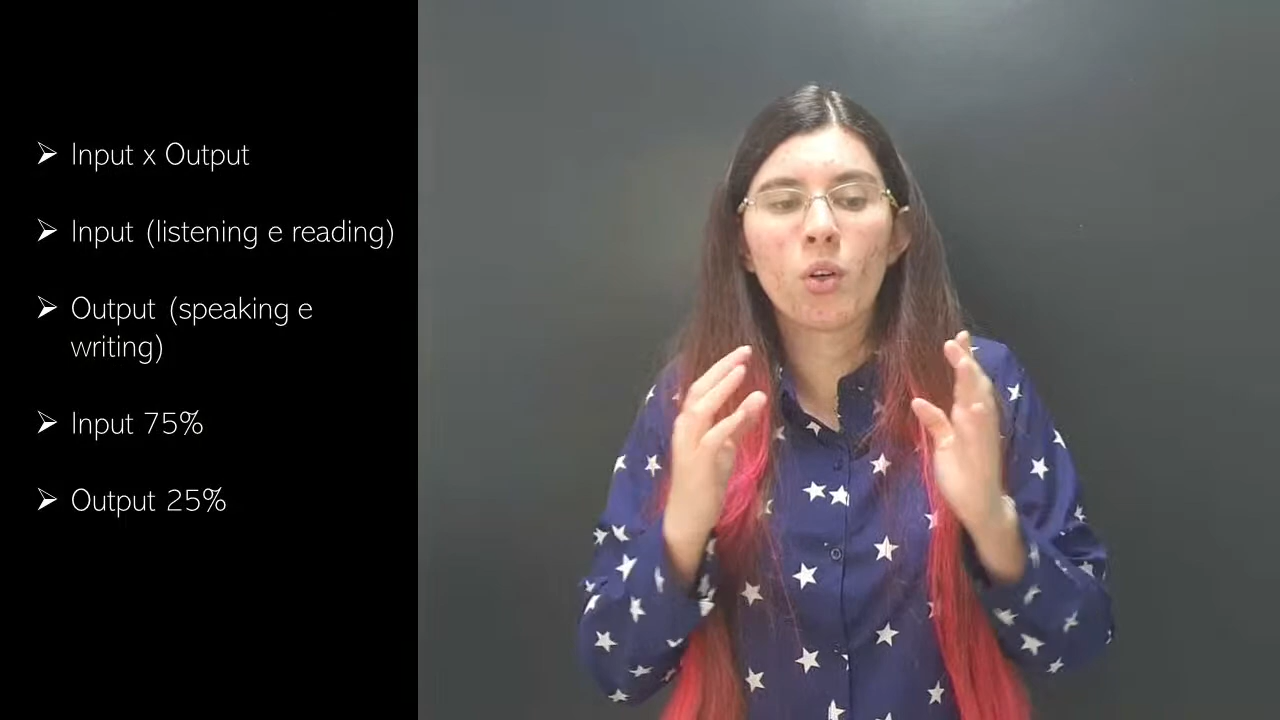 Input x Output
Input (listening e reading)
Output (speaking e
writing)
Input 75%
Output 25%